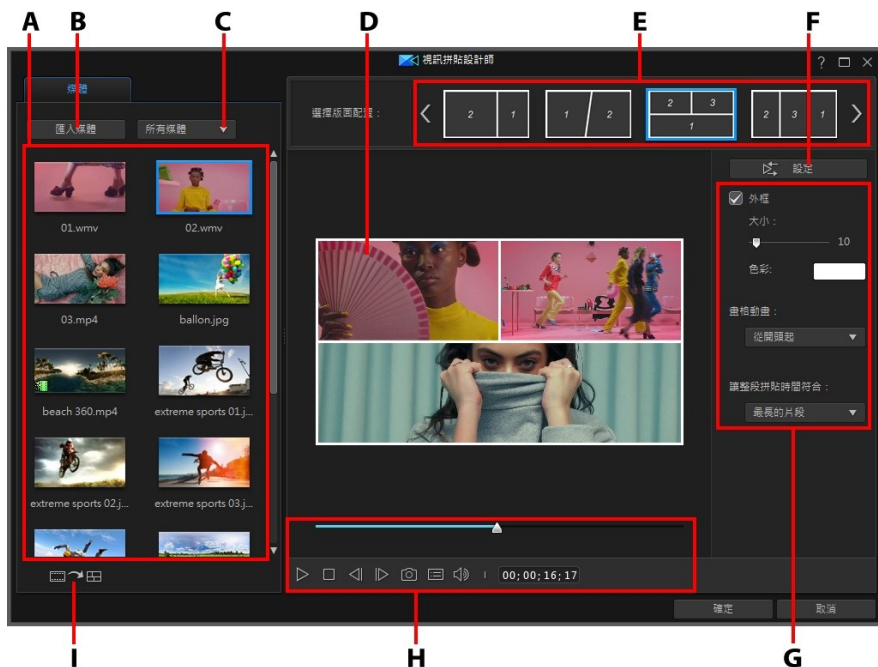 A B C D E F
視訊拼貼設計師 ?
媒體
匯入媒體 所有媒體
選擇版面配置：
2 1
1 2
2 3
1
2 3 1
設定
外框
大小：
10
色彩:
畫格動畫：
從開頭起
讓整段拼貼時間符合：
最長的片段
01.wmv 02.wmv
03.mp4 ballon.jpg
beach 360.mp4 extreme sports 01.j...
extreme sports 02.j... extreme sports 03.j...
00;00;16;17
確定 取消
I H G